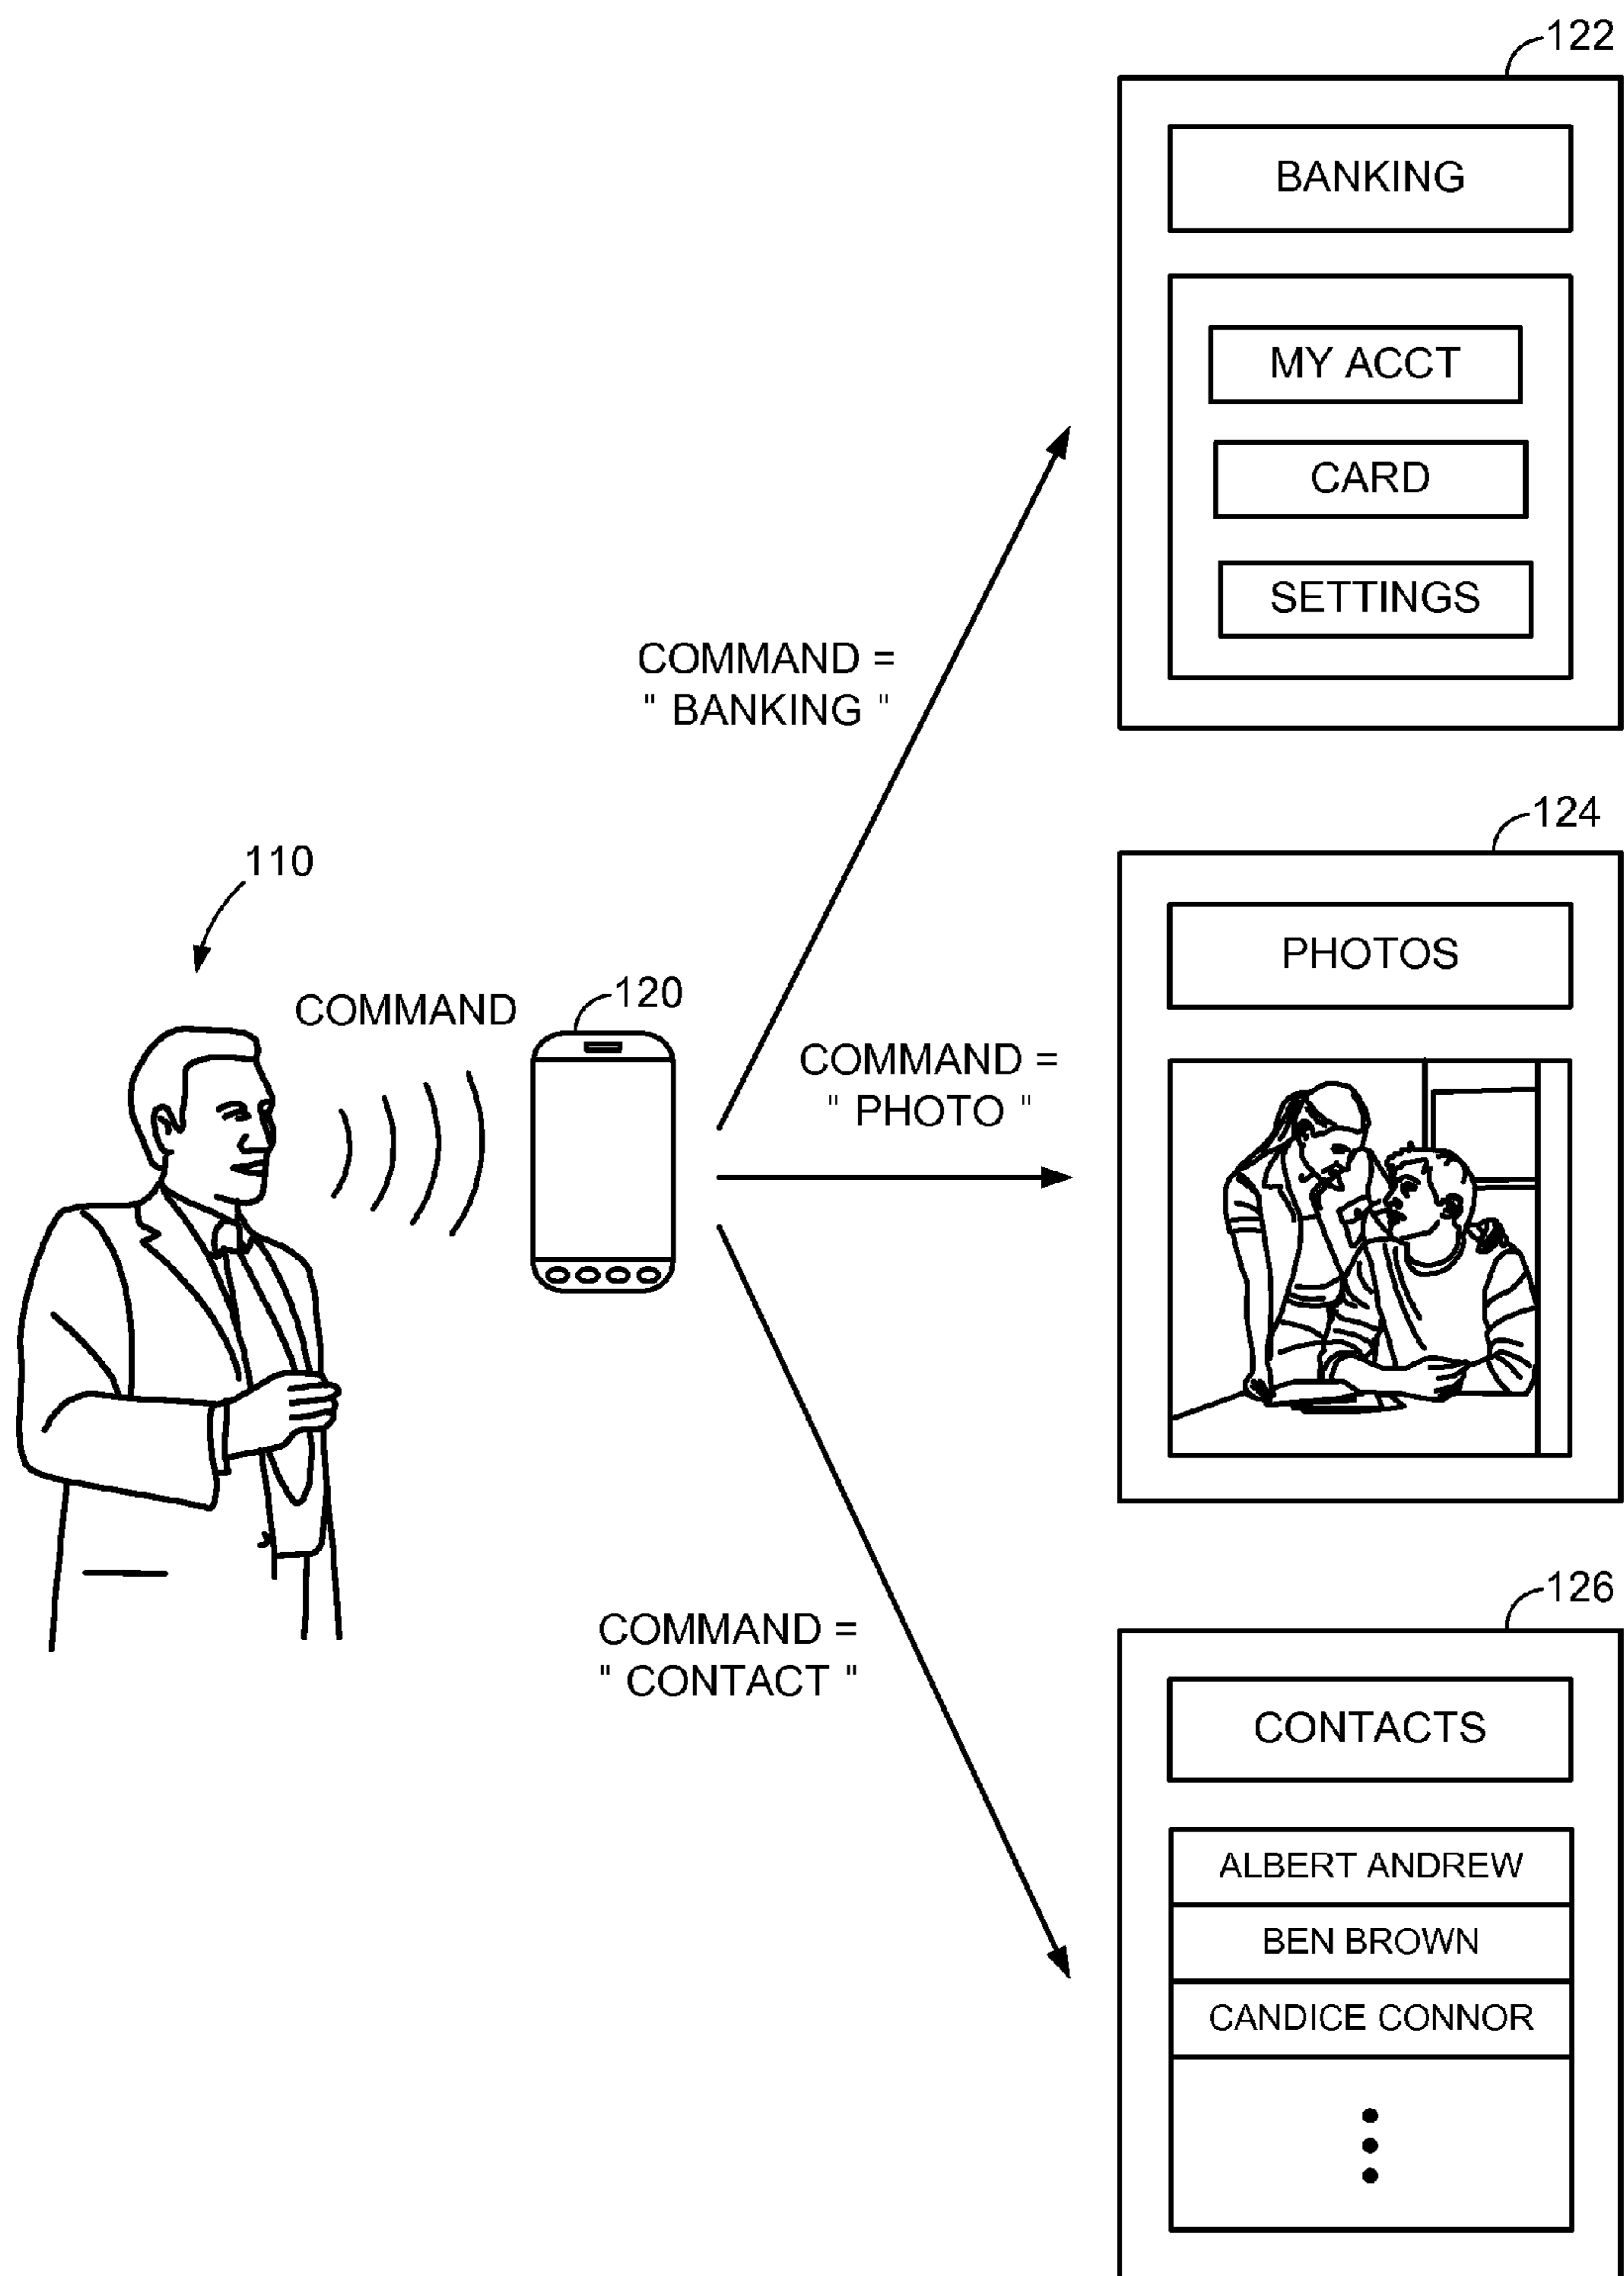 122
BANKING
MY ACCT
CARD
SETTINGS
COMMAND =
" BANKING "
124
PHOTOS
110
COMMAND
120
COMMAND =
" PHOTO "
126
COMMAND =
" CONTACT "
CONTACTS
ALBERT ANDREW
BEN BROWN
CANDICE CONNOR